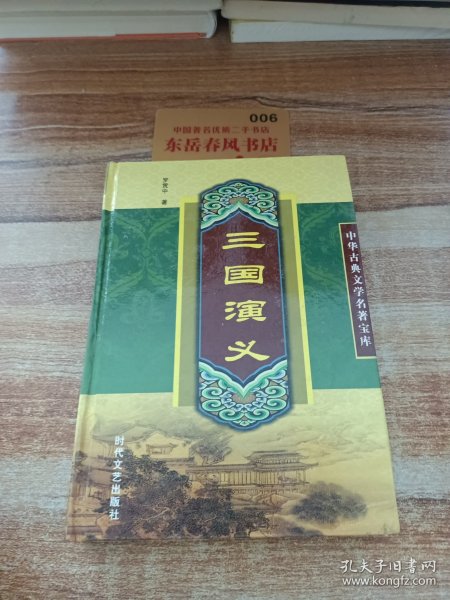 006
中国著名优质二手书店
东岳春风书店
罗贯中 著
三国演义
中华古典文学名著宝库
时代文艺出版社
孔夫子旧书网
www.kongfz.com